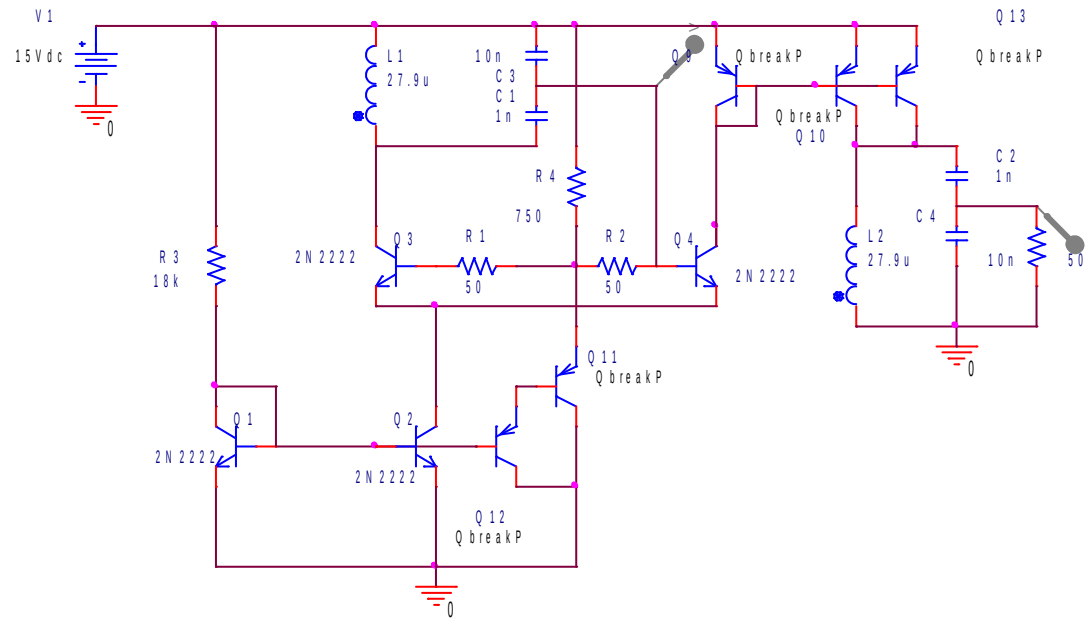 V1
15Vdc
0
R3
18k
L1
27.9u
10n
C3
C1
1n
R4
750
Q9
QbreakP
QbreakP
Q10
Q13
QbreakP
C2
1n
C4
10n
50
L2
27.9u
0
Q3
2N2222
R1
50
R2
50
Q4
2N2222
Q11
QbreakP
Q1
2N2222
Q2
2N2222
Q12
QbreakP
0